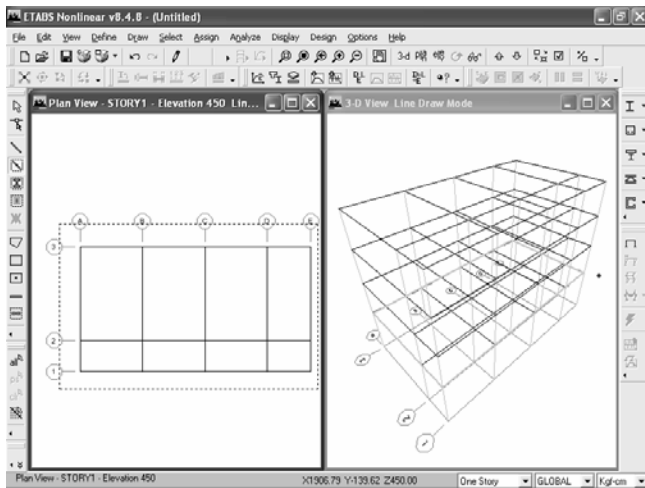 ETABS Nonlinear v8.4.8 - (Untitled)
File Edit View Define Draw Select Assign Analyze Display Design Options Help
3-d
Plan View - STORY1 - Elevation 450 Lin...
3-D View Line Draw Mode
A B C D E
3
2
1
Plan View - STORY1 - Elevation 450
X1906.79 Y-139.62 Z450.00
One Story
GLOBAL
Kgf-cm